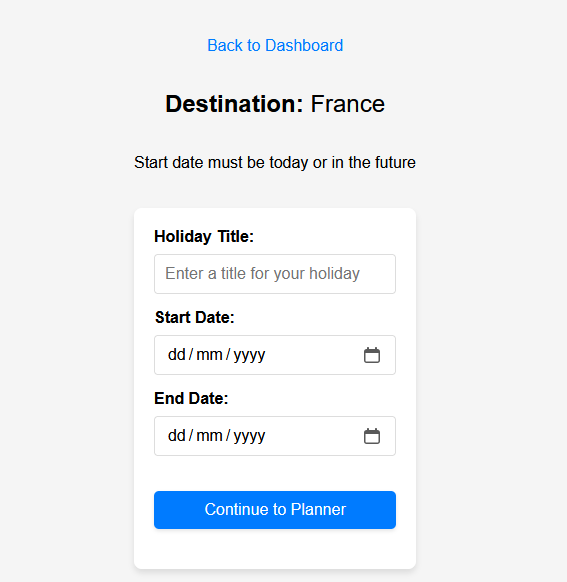 Back to Dashboard
Destination: France
Start date must be today or in the future
Holiday Title:
Enter a title for your holiday
Start Date:
dd/mm/yyyy
End Date:
dd/mm/yyyy
Continue to Planner